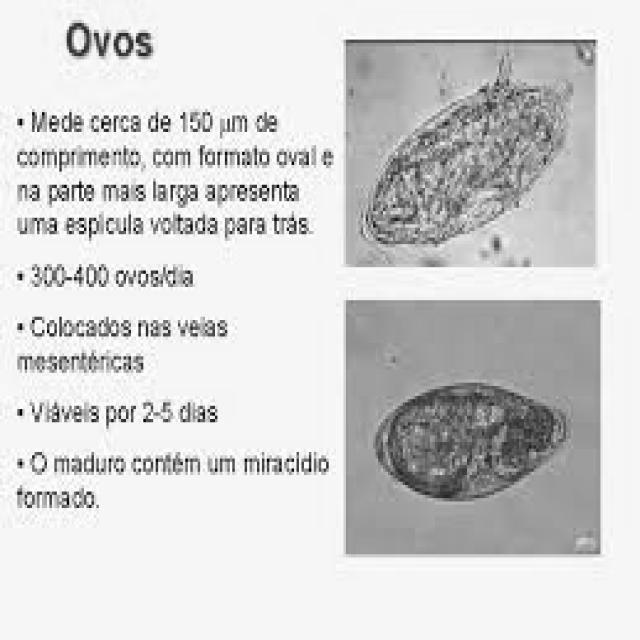 Ovos
• Mede cerca de 150 µm de
comprimento, com formato oval e
na parte mais larga apresenta
uma espícula voltada para trás.
• 300-400 ovos/dia
• Colocados nas veias
mesentéricas
• Viáveis por 2-5 dias
• O maduro contém um miracídio
formado.